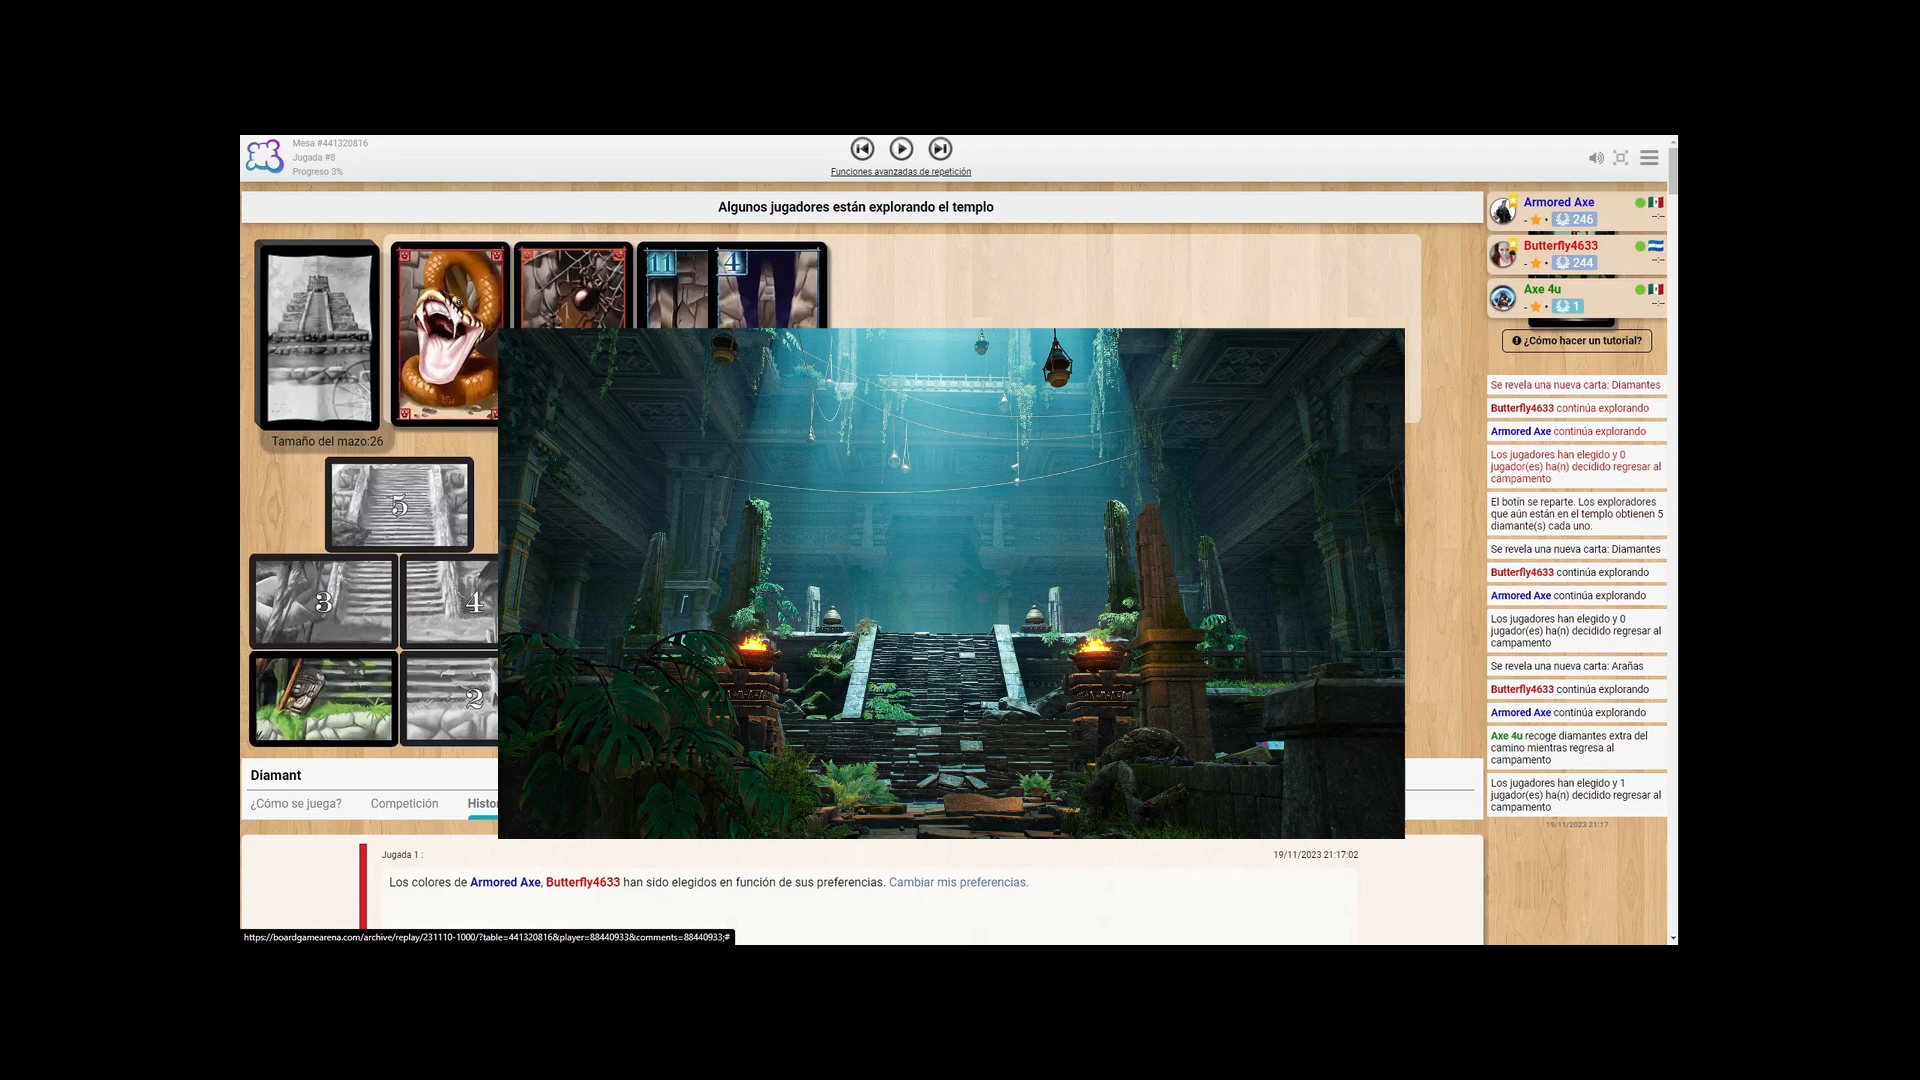 Mesa #441320816
Jugada #8
Progreso 3%
Funciones avanzadas de repetición
Algunos jugadores están explorando el templo
Armored Axe
- • 246
--:--
Butterfly4633
- • 244
--:--
Axe 4u
- • 1
--:--
¿Cómo hacer un tutorial?
11
4
Tamaño del mazo:26
5
3
4
2
Se revela una nueva carta: Diamantes
Butterfly4633 continúa explorando
Armored Axe continúa explorando
Los jugadores han elegido y 0
jugador(es) ha(n) decidido regresar al
campamento
El botín se reparte. Los exploradores
que aún están en el templo obtienen 5
diamante(s) cada uno.
Se revela una nueva carta: Diamantes
Butterfly4633 continúa explorando
Armored Axe continúa explorando
Los jugadores han elegido y 0
jugador(es) ha(n) decidido regresar al
campamento
Se revela una nueva carta: Arañas
Butterfly4633 continúa explorando
Armored Axe continúa explorando
Axe 4u recoge diamantes extra del
camino mientras regresa al
campamento
Los jugadores han elegido y 1
jugador(es) ha(n) decidido regresar al
campamento
19/11/2023 21:17
Diamant
¿Cómo se juega?
Competición
Histo
Jugada 1 :
19/11/2023 21:17:02
Los colores de Armored Axe, Butterfly4633 han sido elegidos en función de sus preferencias. Cambiar mis preferencias.
https://boardgamearena.com/archive/replay/231110-1000/?table=441320816&player=88440933&comments=88440933;#